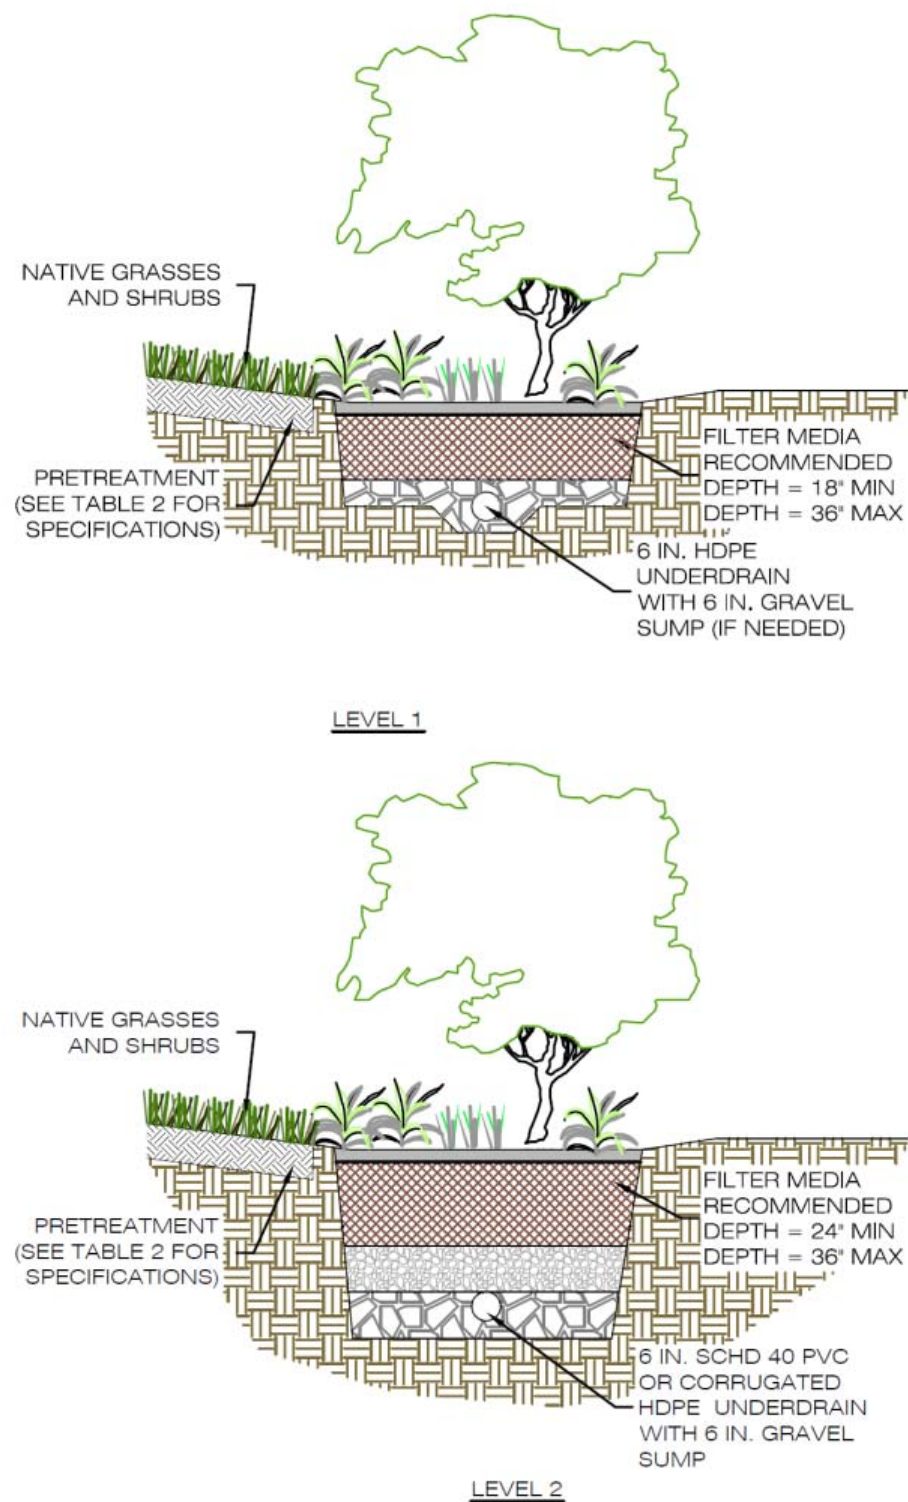 NATIVE GRASSES
AND SHRUBS
PRETREATMENT
(SEE TABLE 2 FOR
SPECIFICATIONS)
FILTER MEDIA
RECOMMENDED
DEPTH = 18" MIN
DEPTH = 36" MAX
6 IN. HDPE
UNDERDRAIN
WITH 6 IN. GRAVEL
SUMP (IF NEEDED)
LEVEL 1
NATIVE GRASSES
AND SHRUBS
PRETREATMENT
(SEE TABLE 2 FOR
SPECIFICATIONS)
FILTER MEDIA
RECOMMENDED
DEPTH = 24" MIN
DEPTH = 36" MAX
6 IN. SCHD 40 PVC
OR CORRUGATED
HDPE UNDERDRAIN
WITH 6 IN. GRAVEL
SUMP
LEVEL 2